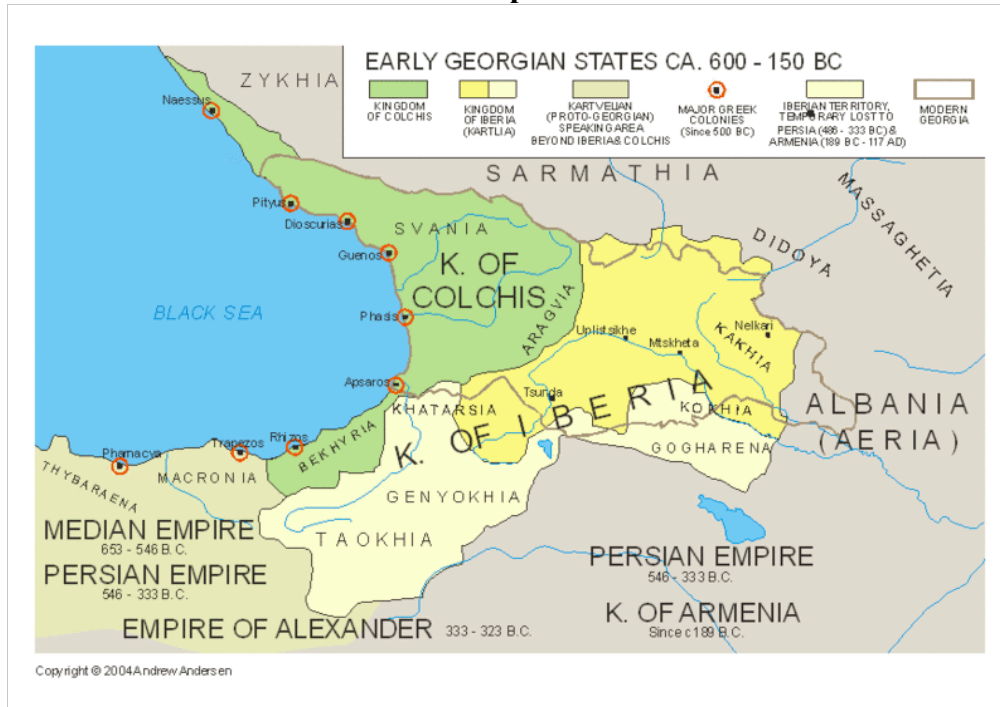 EARLY GEORGIAN STATES CA. 600 - 150 BC
KINGDOM
OF COLCHIS
KINGDOM
OF IBERIA
(KARTLIA)
KARTVELIAN
(PROTO-GEORGIAN)
SPEAKING AREA
BEYOND IBERIA & COLCHIS
MAJOR GREEK
COLONIES
(Since 500 BC)
IBERIAN TERRITORY,
TEMPORARY LOST TO
PERSIA (486 - 333 BC) &
ARMENIA (189 BC - 117 AD)
MODERN
GEORGIA
ZYKHIA
Naessus
SARMATHIA
MASSAGHETIA
Pityus
Dioscurias
SVANIA
DIDOYA
Guenos
K. OF
COLCHIS
BLACK SEA
Phasis
ARAGVIA
Uplistsikhe
Mtskheta
Nelkari
KAKHIA
Apsaros
Tsunda
KHATARSIA
K. OF IBERIA
KOKHIA
ALBANIA
(AERIA)
Rhizos
Trapezos
BEKHYRIA
GOGHARENA
Pharnacya
MACRONIA
THYBARAENA
GENYOKHIA
TAOKHIA
MEDIAN EMPIRE
653 - 546 B.C.
PERSIAN EMPIRE
546 - 333 B.C.
PERSIAN EMPIRE
546 - 333 B.C.
K. OF ARMENIA
Since c 189 B.C.
EMPIRE OF ALEXANDER 333 - 323 B.C.
Copyright © 2004 Andrew Andersen